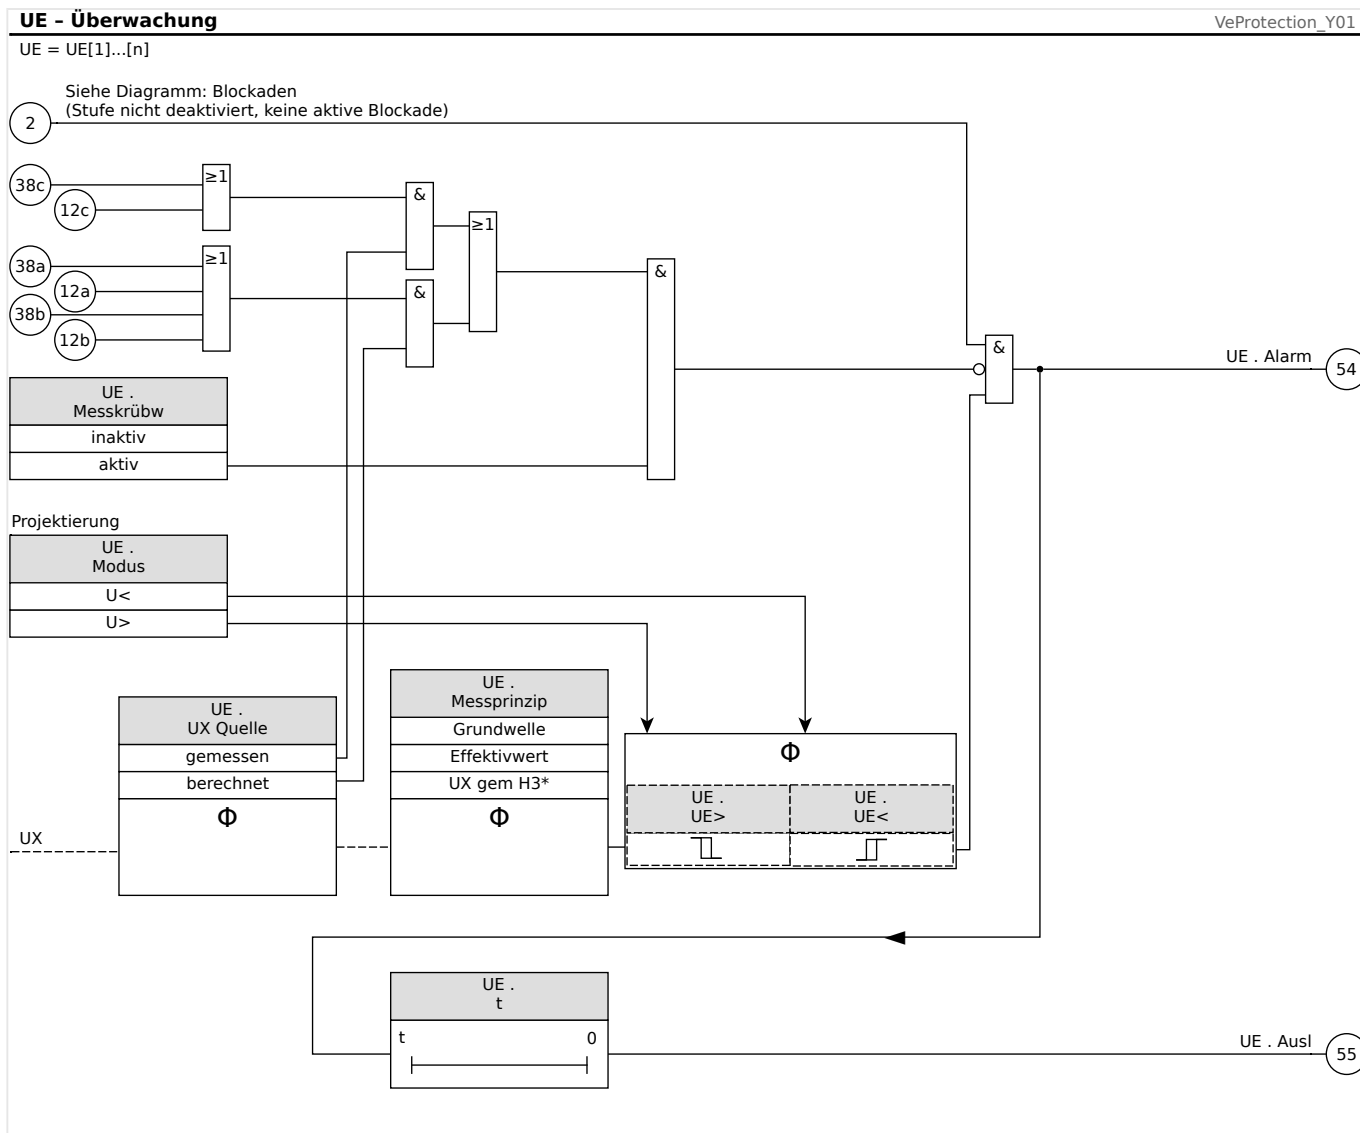 UE – Überwachung
VeProtection_Y01
UE = UE[1]...[n]
Siehe Diagramm: Blockaden
(Stufe nicht deaktiviert, keine aktive Blockade)
2
38c
12c
≥1
&
≥1
38a
12a
38b
12b
≥1
&
&
&
UE . Alarm
54
UE .
Messkrübw
inaktiv
aktiv
Projektierung
UE .
Modus
U<
U>
UE .
UX Quelle
gemessen
berechnet
Φ
UX
UE .
Messprinzip
Grundwelle
Effektivwert
UX gem H3*
Φ
Φ
UE .
UE>
UE .
UE<
UE .
t
t
0
UE . Ausl
55